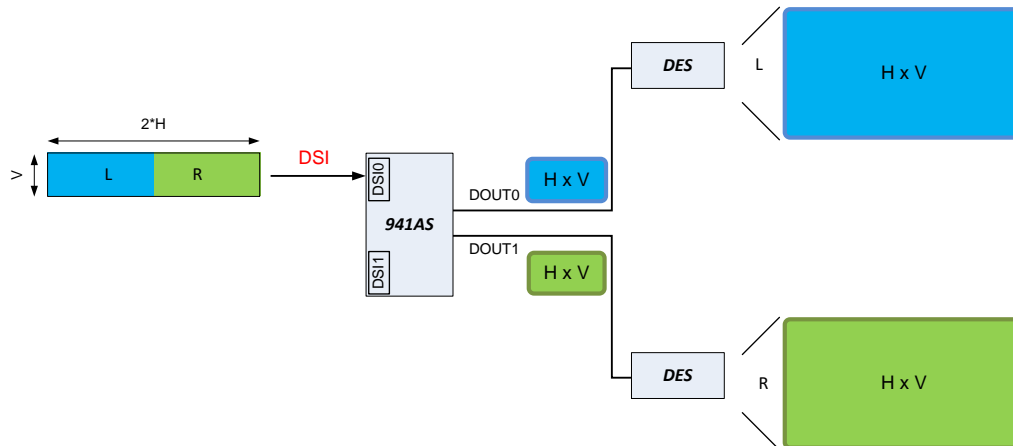 2*H
V
L
R
DSI
DSI0
941AS
DSI1
DOUT0
H x V
DOUT1
H x V
DES
L
H x V
DES
R
H x V